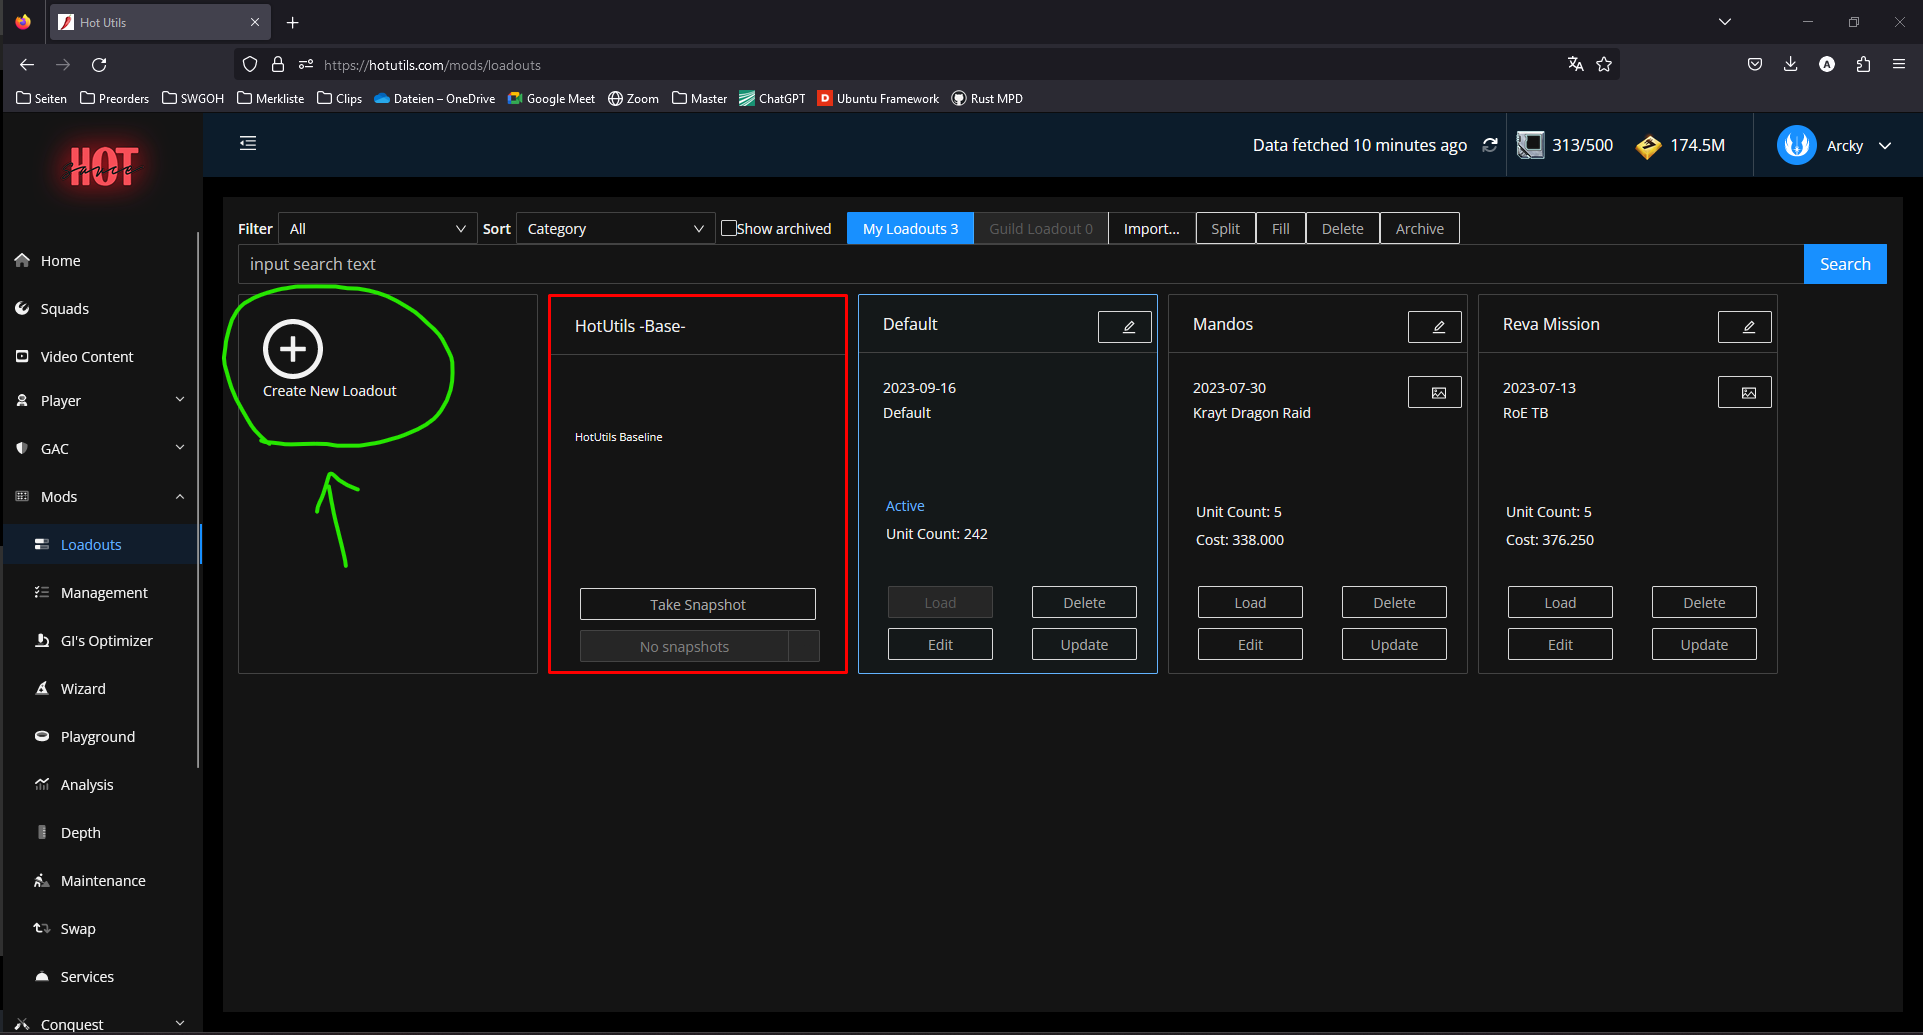 Hot Utils
https://hotutils.com/mods/loadouts
Seiten Preorders SWGOH Merkliste Clips Dateien – OneDrive Google Meet Zoom Master ChatGPT Ubuntu Framework Rust MPD
HOT
Data fetched 10 minutes ago 313/500 174.5M Arcky
Filter All Sort Category Show archived My Loadouts 3 Guild Loadout 0 Import... Split Fill Delete Archive
input search text Search
Home
Squads
Video Content
Player
GAC
Mods
Loadouts
Management
GI's Optimizer
Wizard
Playground
Analysis
Depth
Maintenance
Swap
Services
Conquest
Create New Loadout
HotUtils -Base-
HotUtils Baseline
Take Snapshot
No snapshots
Default
2023-09-16
Default
Active
Unit Count: 242
Load Delete
Edit Update
Mandos
2023-07-30
Krayt Dragon Raid
Unit Count: 5
Cost: 338.000
Load Delete
Edit Update
Reva Mission
2023-07-13
RoE TB
Unit Count: 5
Cost: 376.250
Load Delete
Edit Update